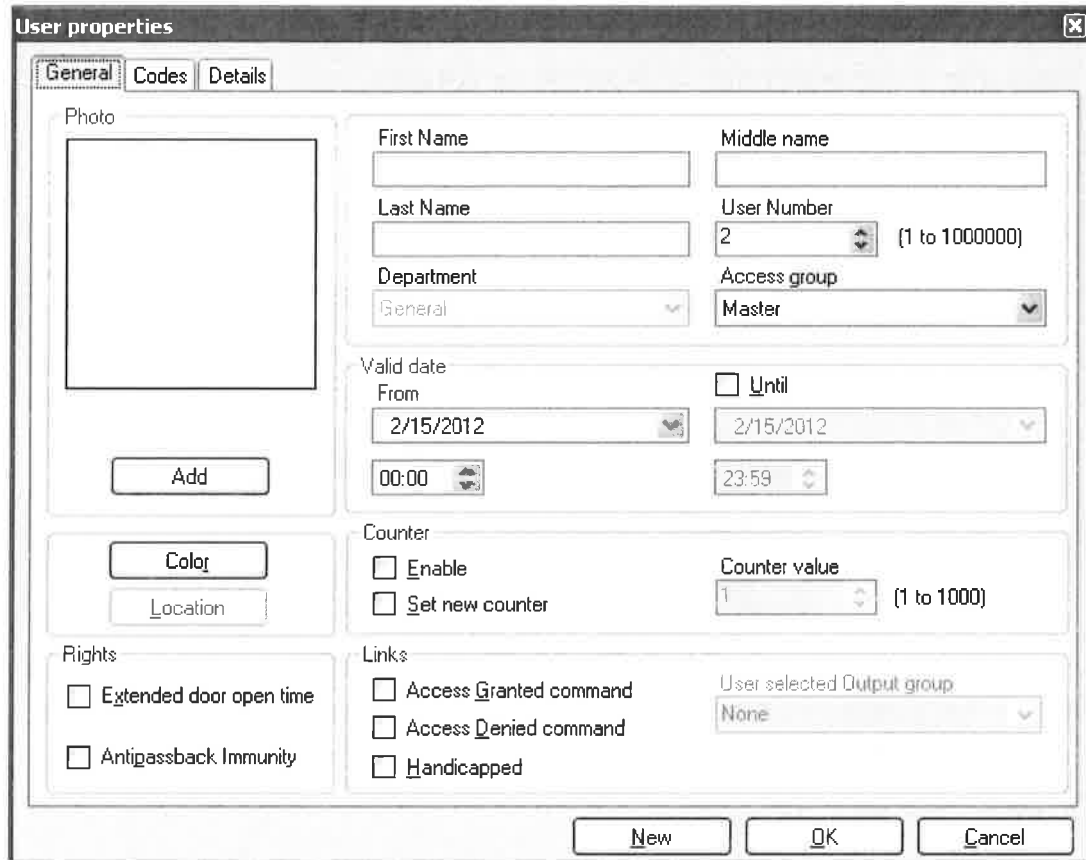 User properties
General Codes Details
Photo
Add
Color
Location
Rights
Extended door open time
Antipassback Immunity
First Name Middle name
Last Name User Number
2 (1 to 1000000)
Department Access group
General Master
Valid date
From Until
2/15/2012 2/15/2012
00:00 23:59
Counter
Enable Counter value
Set new counter 1 (1 to 1000)
Links
Access Granted command User selected Output group
Access Denied command None
Handicapped
New OK Cancel